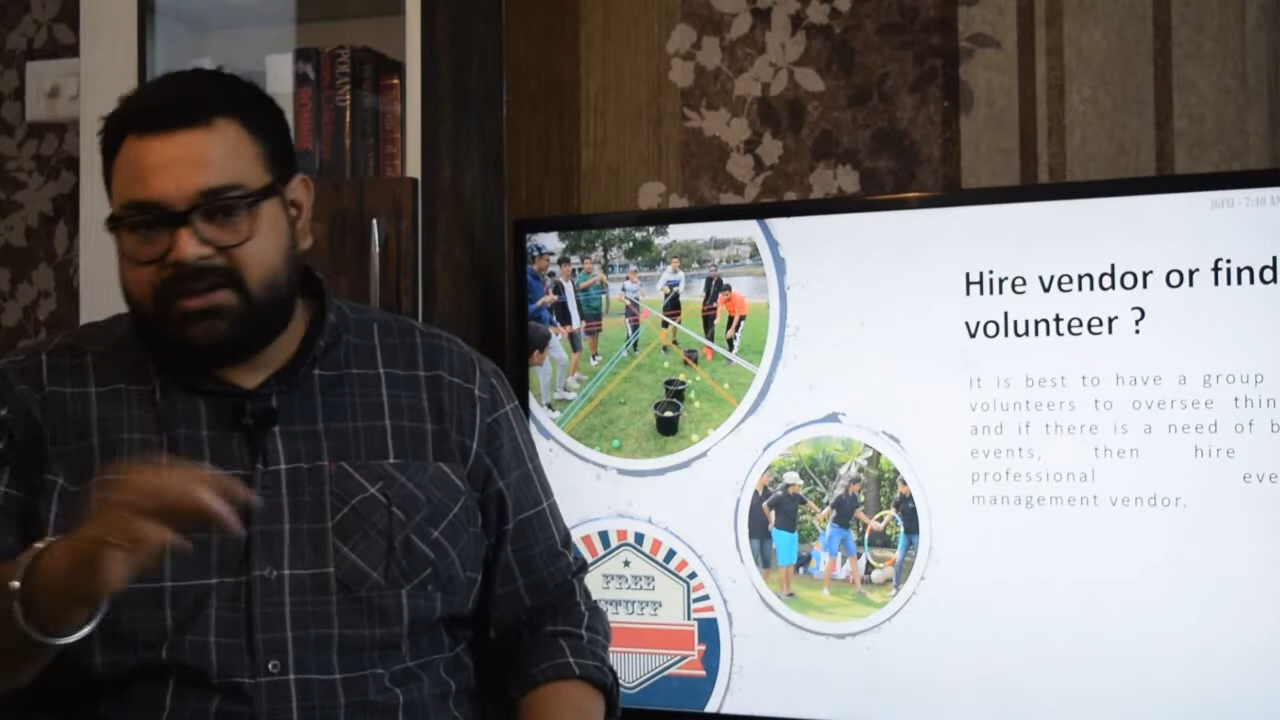 POLAND
Hire vendor or find
volunteer ?
It is best to have a group
volunteers to oversee thin
and if there is a need of b
events, then hire
professional eve
management vendor.
FREE
STUFF